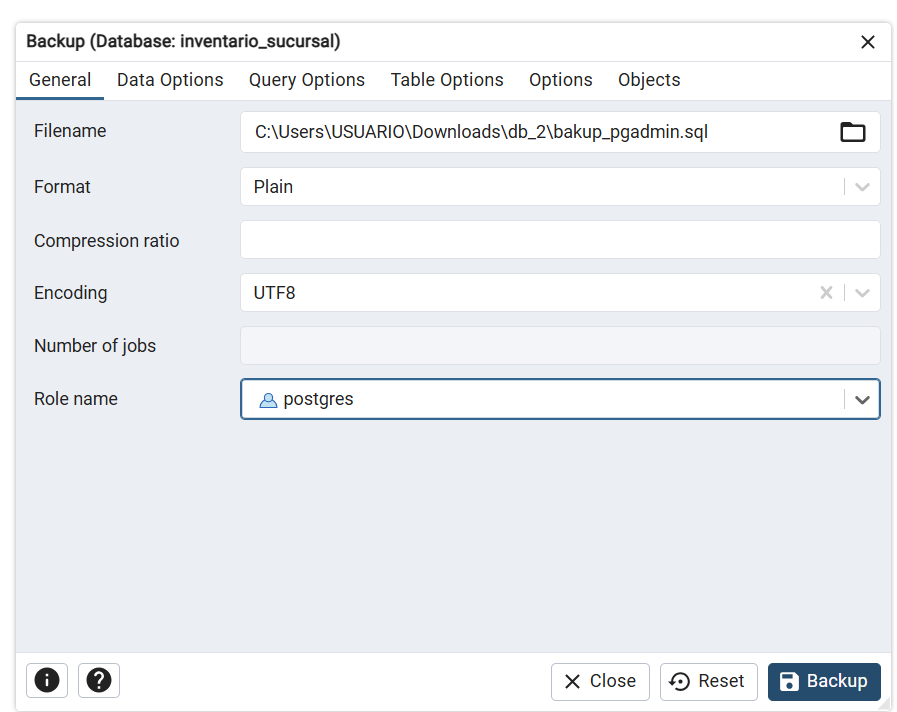 Backup (Database: inventario_sucursal)
General Data Options Query Options Table Options Options Objects
Filename C:\Users\USUARIO\Downloads\db_2\bakup_pgadmin.sql
Format Plain
Compression ratio
Encoding UTF8
Number of jobs
Role name postgres
Close Reset Backup